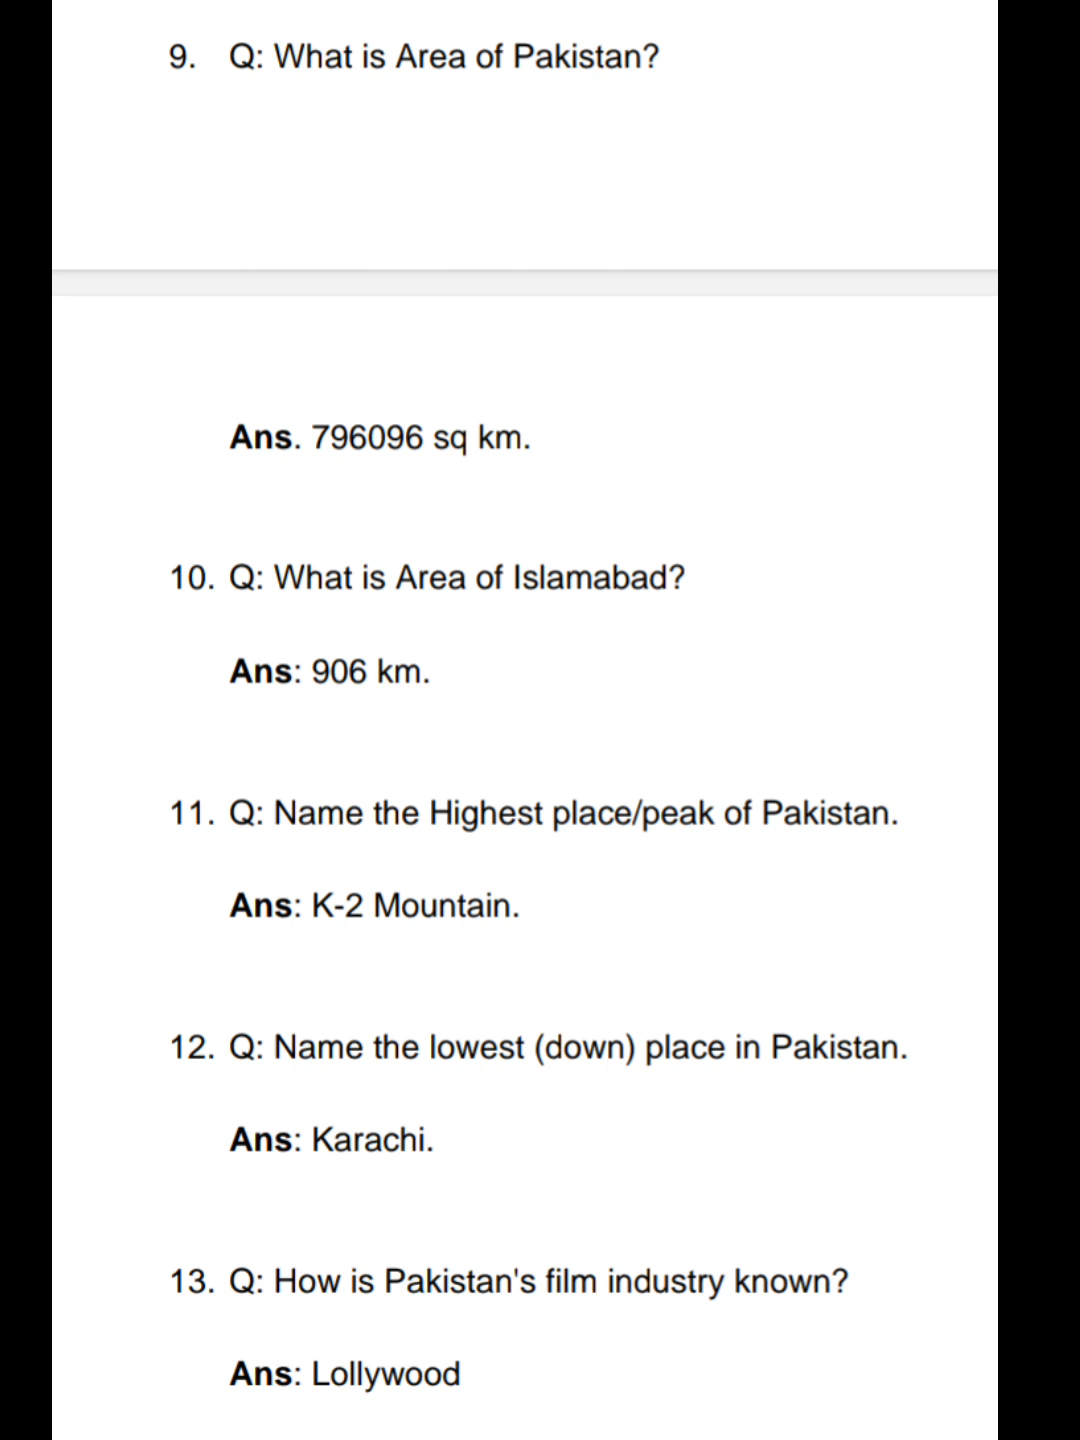 9. Q: What is Area of Pakistan?
Ans. 796096 sq km.
10. Q: What is Area of Islamabad?
Ans: 906 km.
11. Q: Name the Highest place/peak of Pakistan.
Ans: K-2 Mountain.
12. Q: Name the lowest (down) place in Pakistan.
Ans: Karachi.
13. Q: How is Pakistan's film industry known?
Ans: Lollywood